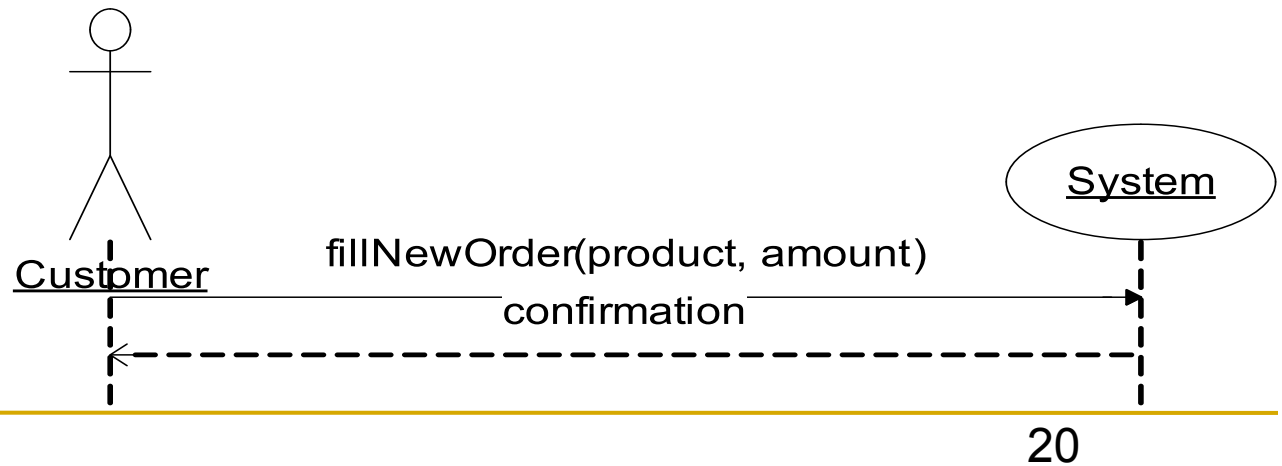 System
fillNewOrder(product, amount)
Customer
confirmation
20